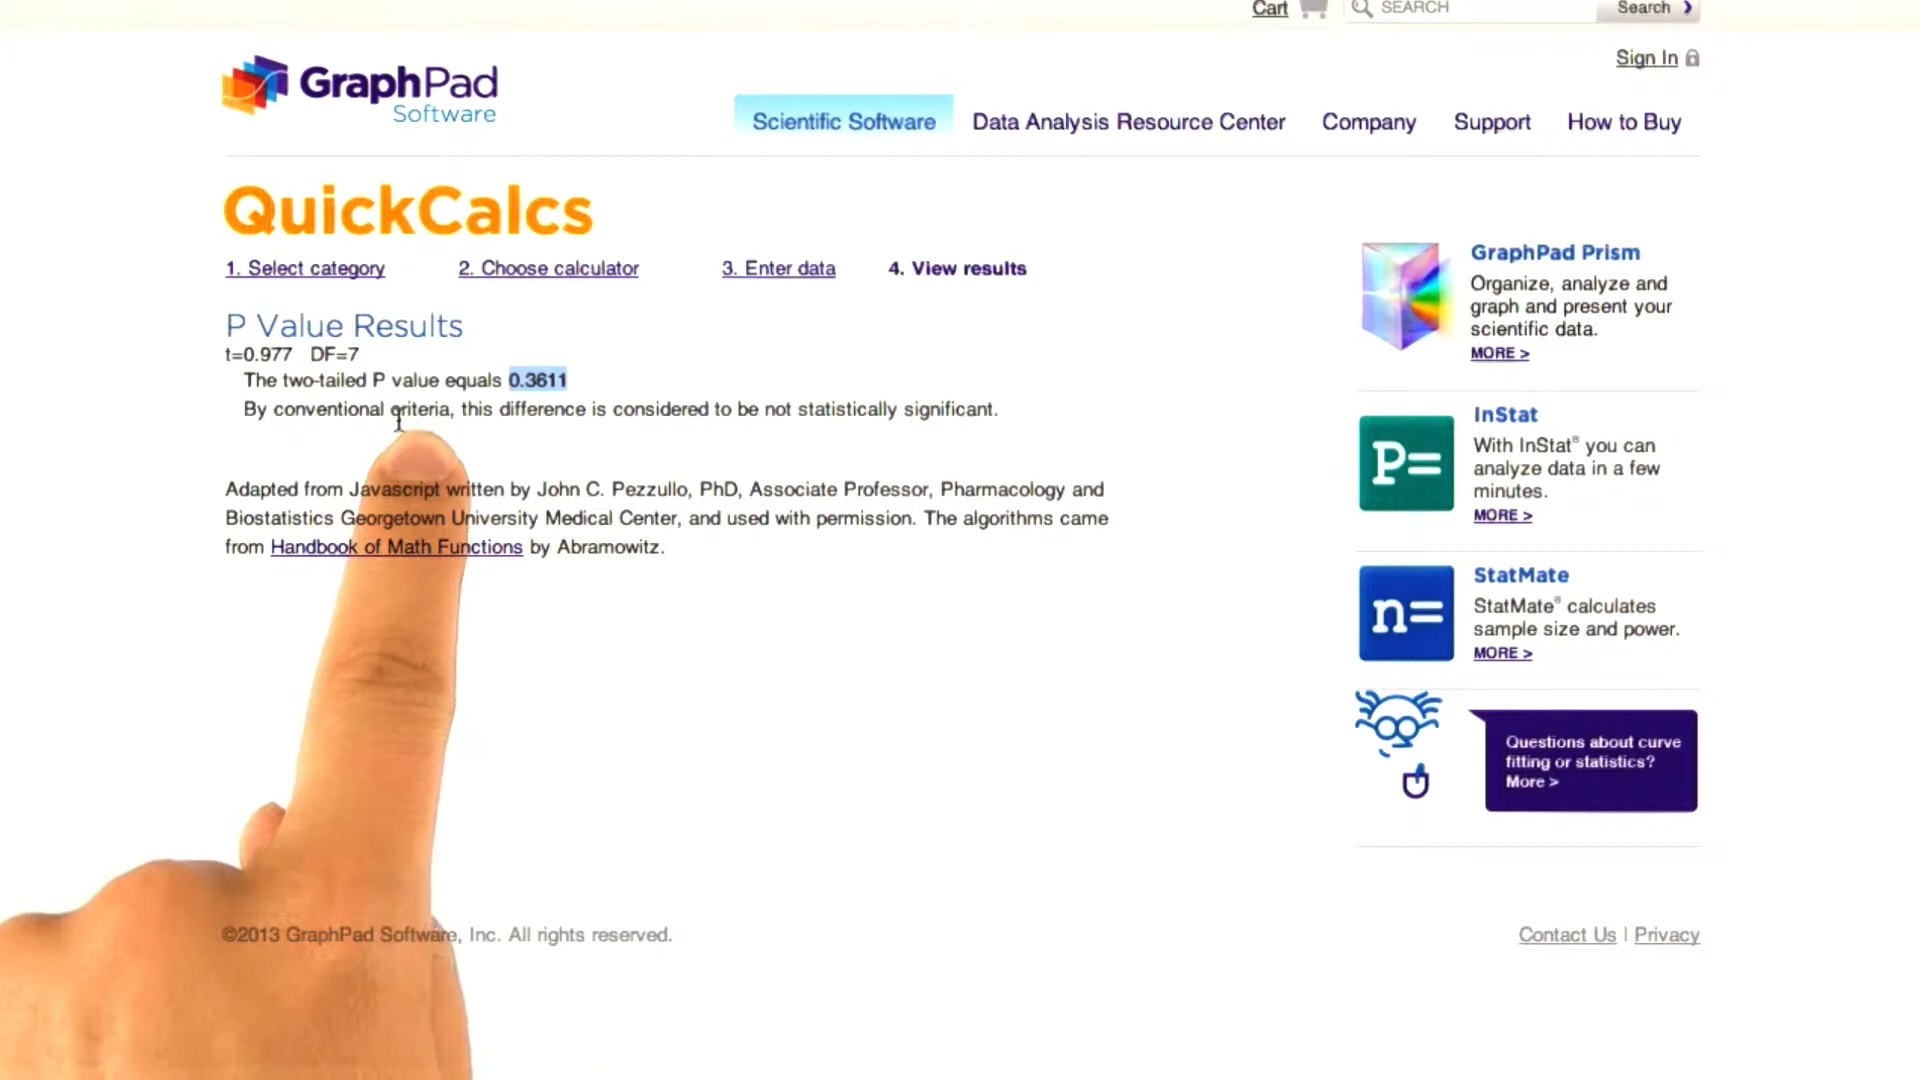 Cart
SEARCH
Search
Sign In
GraphPad
Software
Scientific Software
Data Analysis Resource Center
Company
Support
How to Buy
QuickCalcs
1. Select category
2. Choose calculator
3. Enter data
4. View results
P Value Results
t=0.977 DF=7
The two-tailed P value equals 0.3611
By conventional criteria, this difference is considered to be not statistically significant.
Adapted from Javascript written by John C. Pezzullo, PhD, Associate Professor, Pharmacology and
Biostatistics Georgetown University Medical Center, and used with permission. The algorithms came
from Handbook of Math Functions by Abramowitz.
GraphPad Prism
Organize, analyze and
graph and present your
scientific data.
MORE >
P=
InStat
With InStat® you can
analyze data in a few
minutes.
MORE >
n=
StatMate
StatMate® calculates
sample size and power.
MORE >
Questions about curve
fitting or statistics?
More >
©2013 GraphPad Software, Inc. All rights reserved.
Contact Us | Privacy